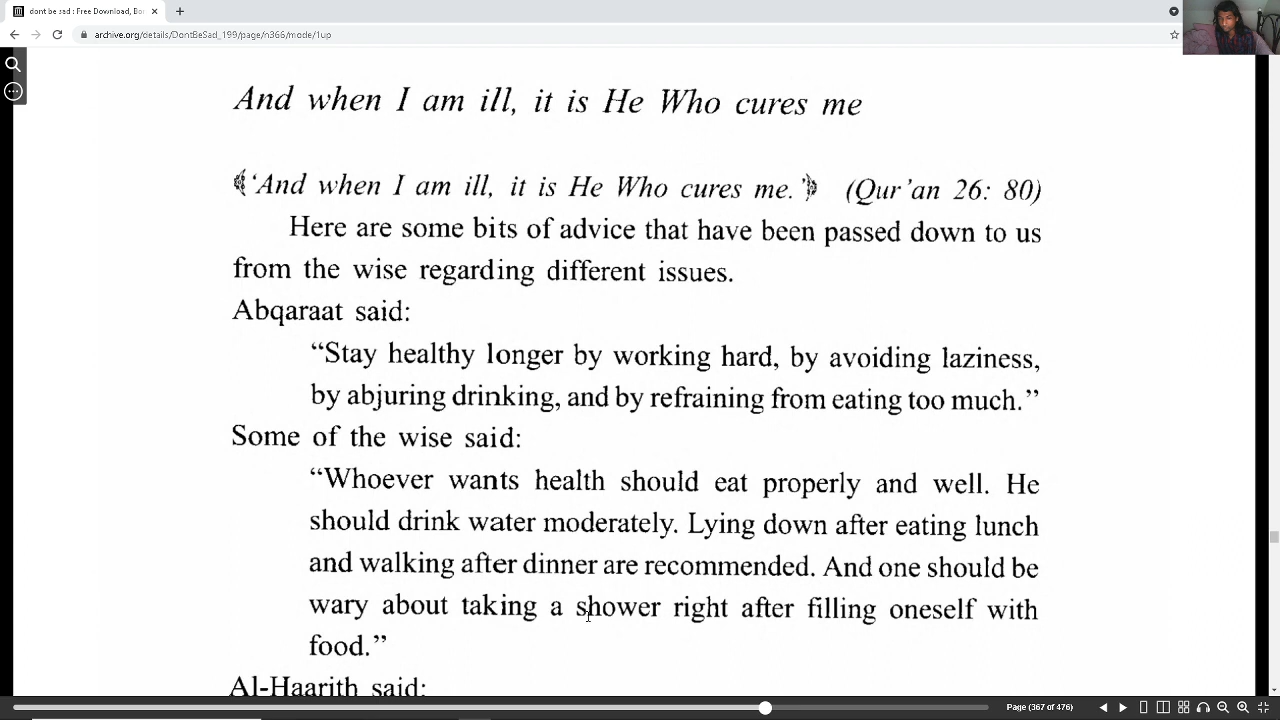 dont be sad : Free Download, Bo
archive.org/details/DontBeSad_199/page/n366/mode/1up
And when I am ill, it is He Who cures me
﴾‘And when I am ill, it is He Who cures me.’﴿ (Qur’an 26: 80)
Here are some bits of advice that have been passed down to us
from the wise regarding different issues.
Abqaraat said:
“Stay healthy longer by working hard, by avoiding laziness,
by abjuring drinking, and by refraining from eating too much.”
Some of the wise said:
“Whoever wants health should eat properly and well. He
should drink water moderately. Lying down after eating lunch
and walking after dinner are recommended. And one should be
wary about taking a shower right after filling oneself with
food.”
Al-Haarith said:
Page (367 of 476)